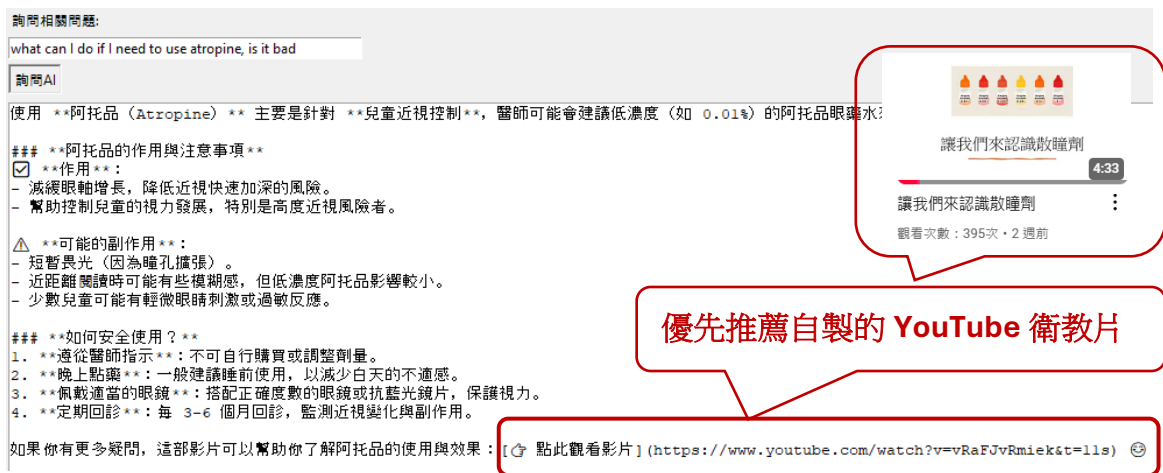 詢問相關問題:
what can I do if I need to use atropine, is it bad
詢問AI
使用 **阿托品 (Atropine) ** 主要是針對 **兒童近視控制**, 醫師可能會建議低濃度 (如 0.01%) 的阿托品眼藥水
### **阿托品的作用與注意事項**
☑ **作用**:
- 減緩眼軸增長, 降低近視快速加深的風險。
- 幫助控制兒童的視力發展, 特別是高度近視風險者。
⚠ **可能的副作用**:
- 短暫畏光 (因為瞳孔擴張) 。
- 近距離閱讀時可能有些模糊感, 但低濃度阿托品影響較小。
- 少數兒童可能有輕微眼睛刺激或過敏反應。
### **如何安全使用？**
1. **遵從醫師指示**: 不可自行購買或調整劑量。
2. **晚上點藥**: 一般建議睡前使用, 以減少白天的不適感。
3. **佩戴適當的眼鏡**: 搭配正確度數的眼鏡或抗藍光鏡片, 保護視力。
4. **定期回診**: 每 3-6 個月回診, 監測近視變化與副作用。
如果你有更多疑問, 這部影片可以幫助你了解阿托品的使用與效果: [👉 點此觀看影片](https://www.youtube.com/watch?v=vRaFJvRmiek&t=11s) 😊
讓我們來認識散瞳劑
4:33
讓我們來認識散瞳劑
觀看次數：395次・2 週前
優先推薦自製的 YouTube 衛教片